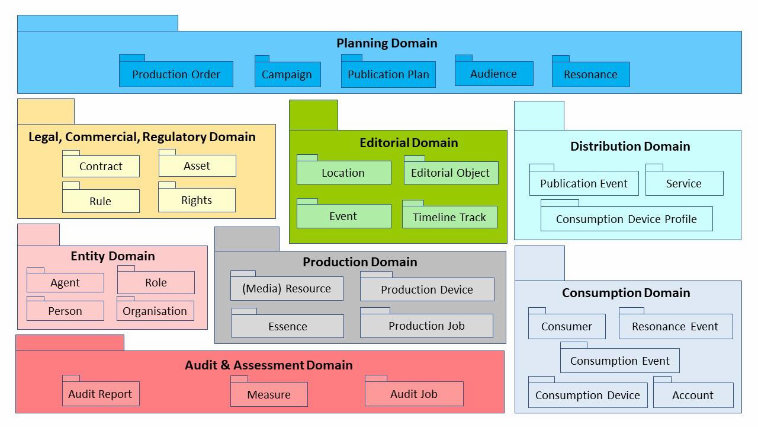 Planning Domain
Production Order
Campaign
Publication Plan
Audience
Resonance
Legal, Commercial, Regulatory Domain
Contract
Asset
Rule
Rights
Editorial Domain
Location
Editorial Object
Event
Timeline Track
Distribution Domain
Publication Event
Service
Consumption Device Profile
Entity Domain
Agent
Role
Person
Organisation
Production Domain
(Media) Resource
Production Device
Essence
Production Job
Consumption Domain
Consumer
Resonance Event
Consumption Event
Consumption Device
Account
Audit & Assessment Domain
Audit Report
Measure
Audit Job